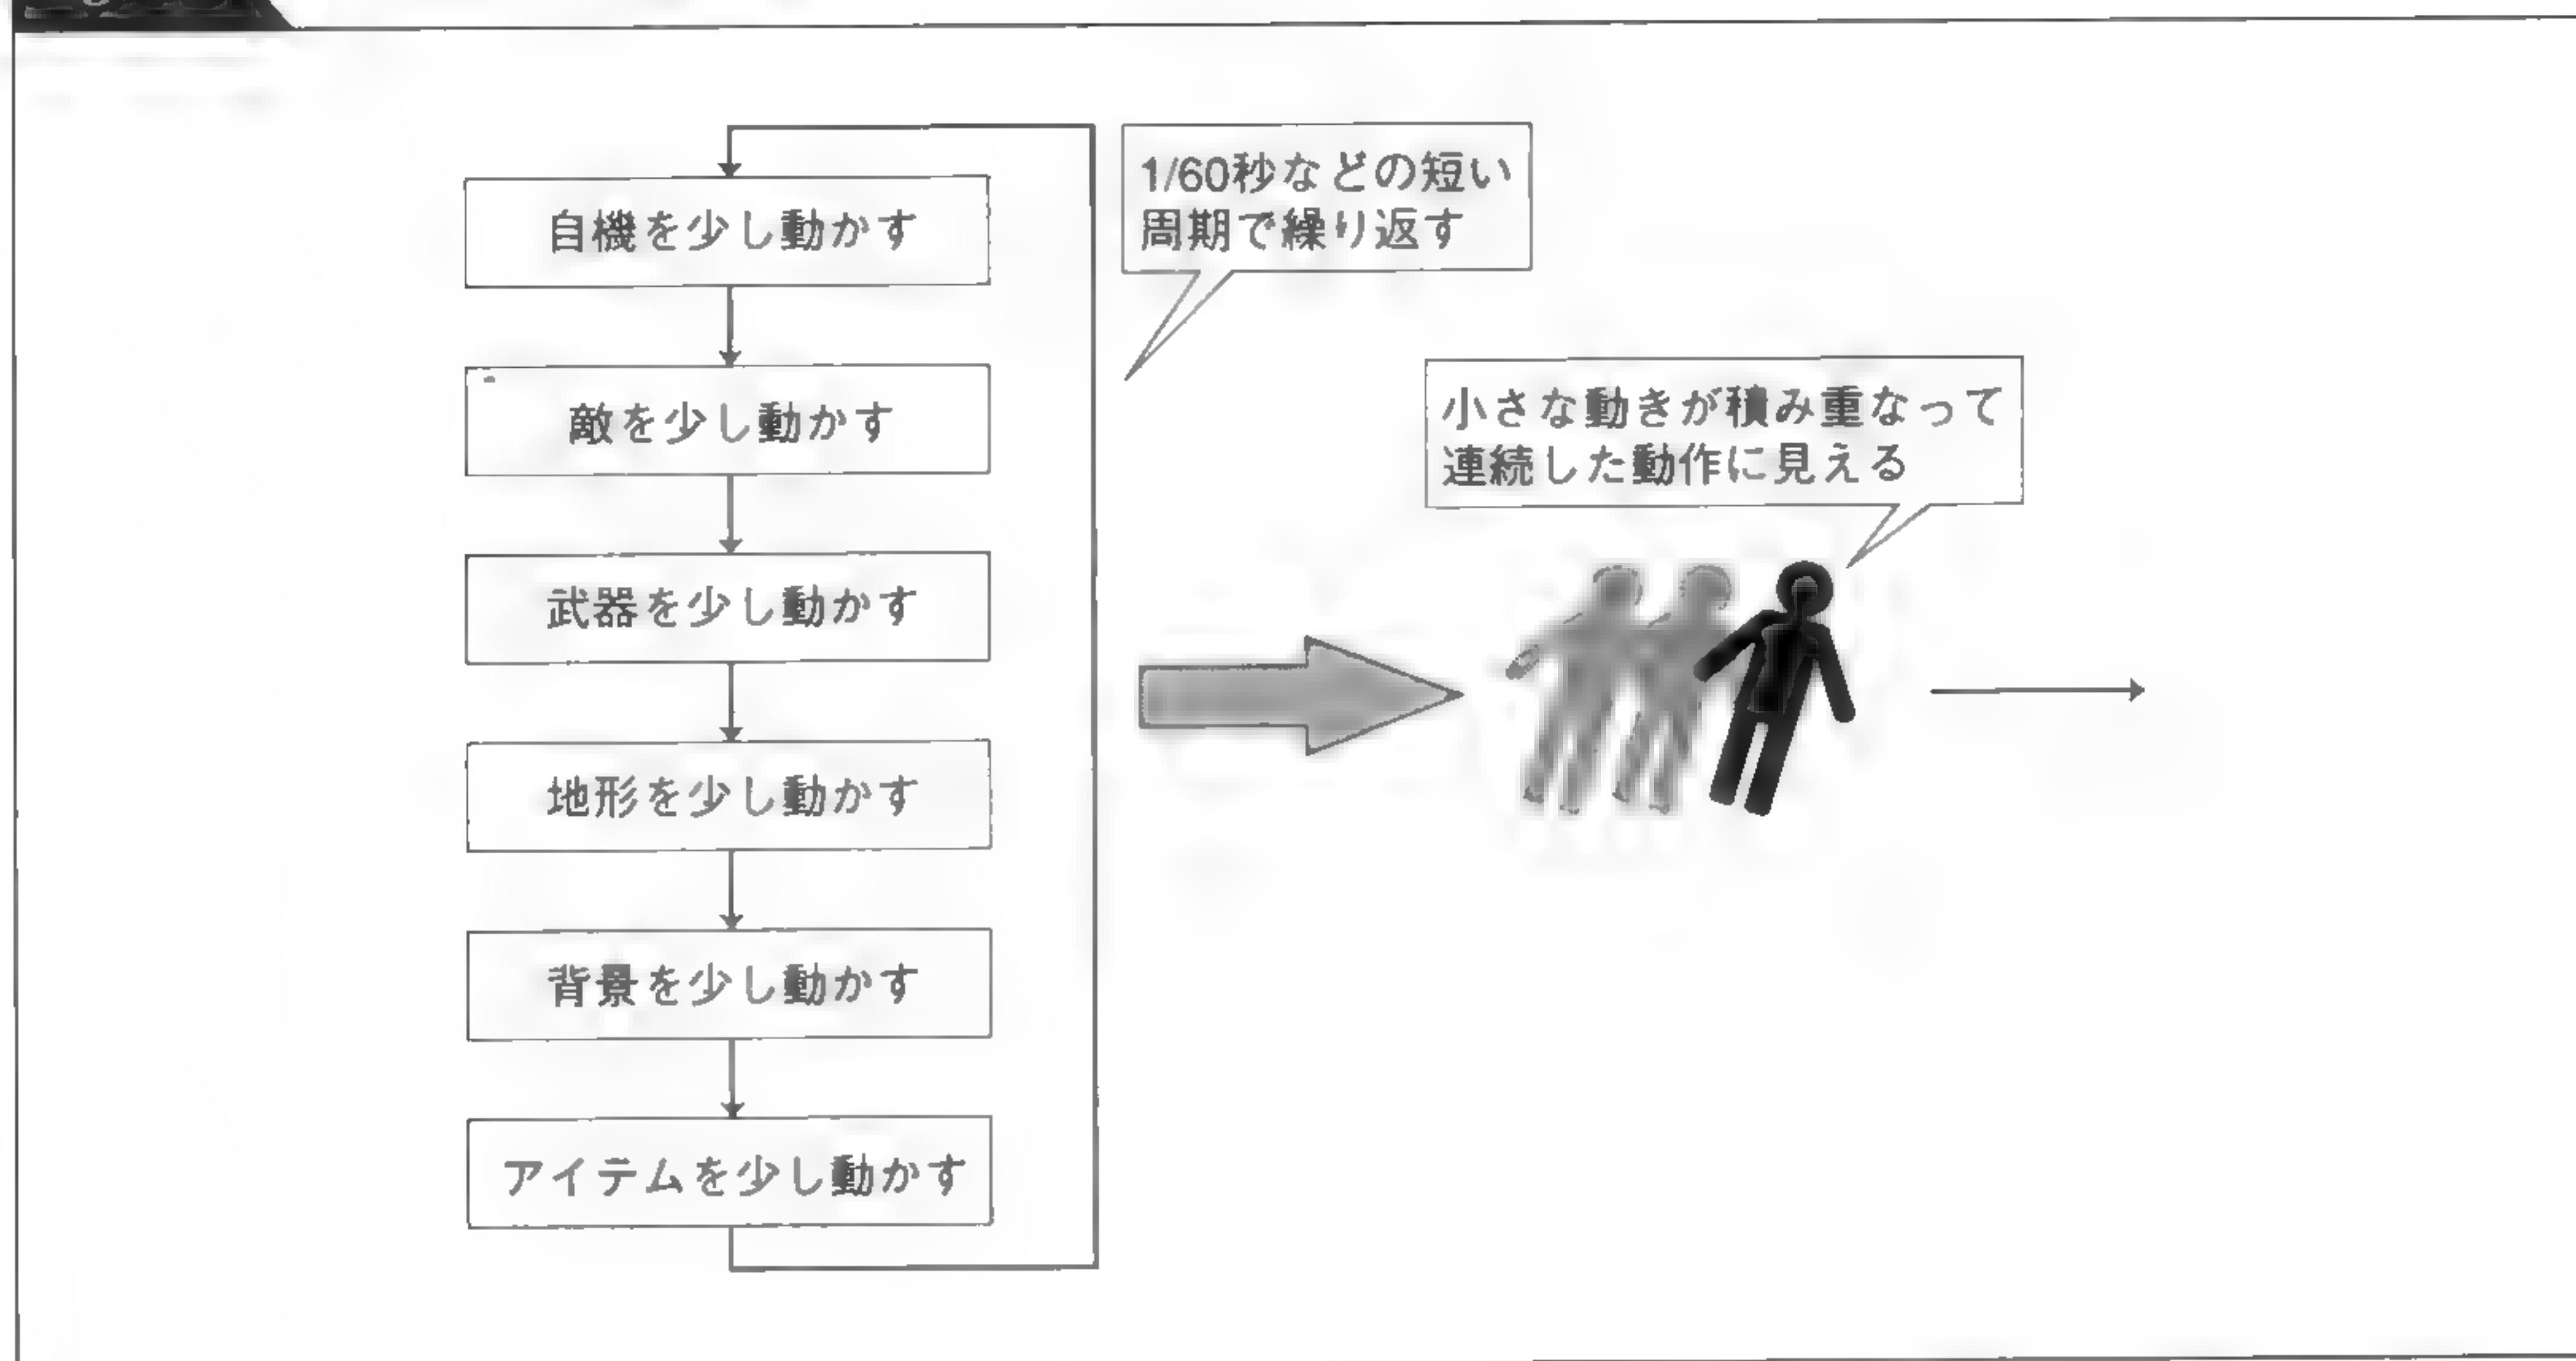 自機を少し動かす
敵を少し動かす
武器を少し動かす
地形を少し動かす
背景を少し動かす
アイテムを少し動かす
1/60秒などの短い
周期で繰り返す
小さな動きが積み重なって
連続した動作に見える